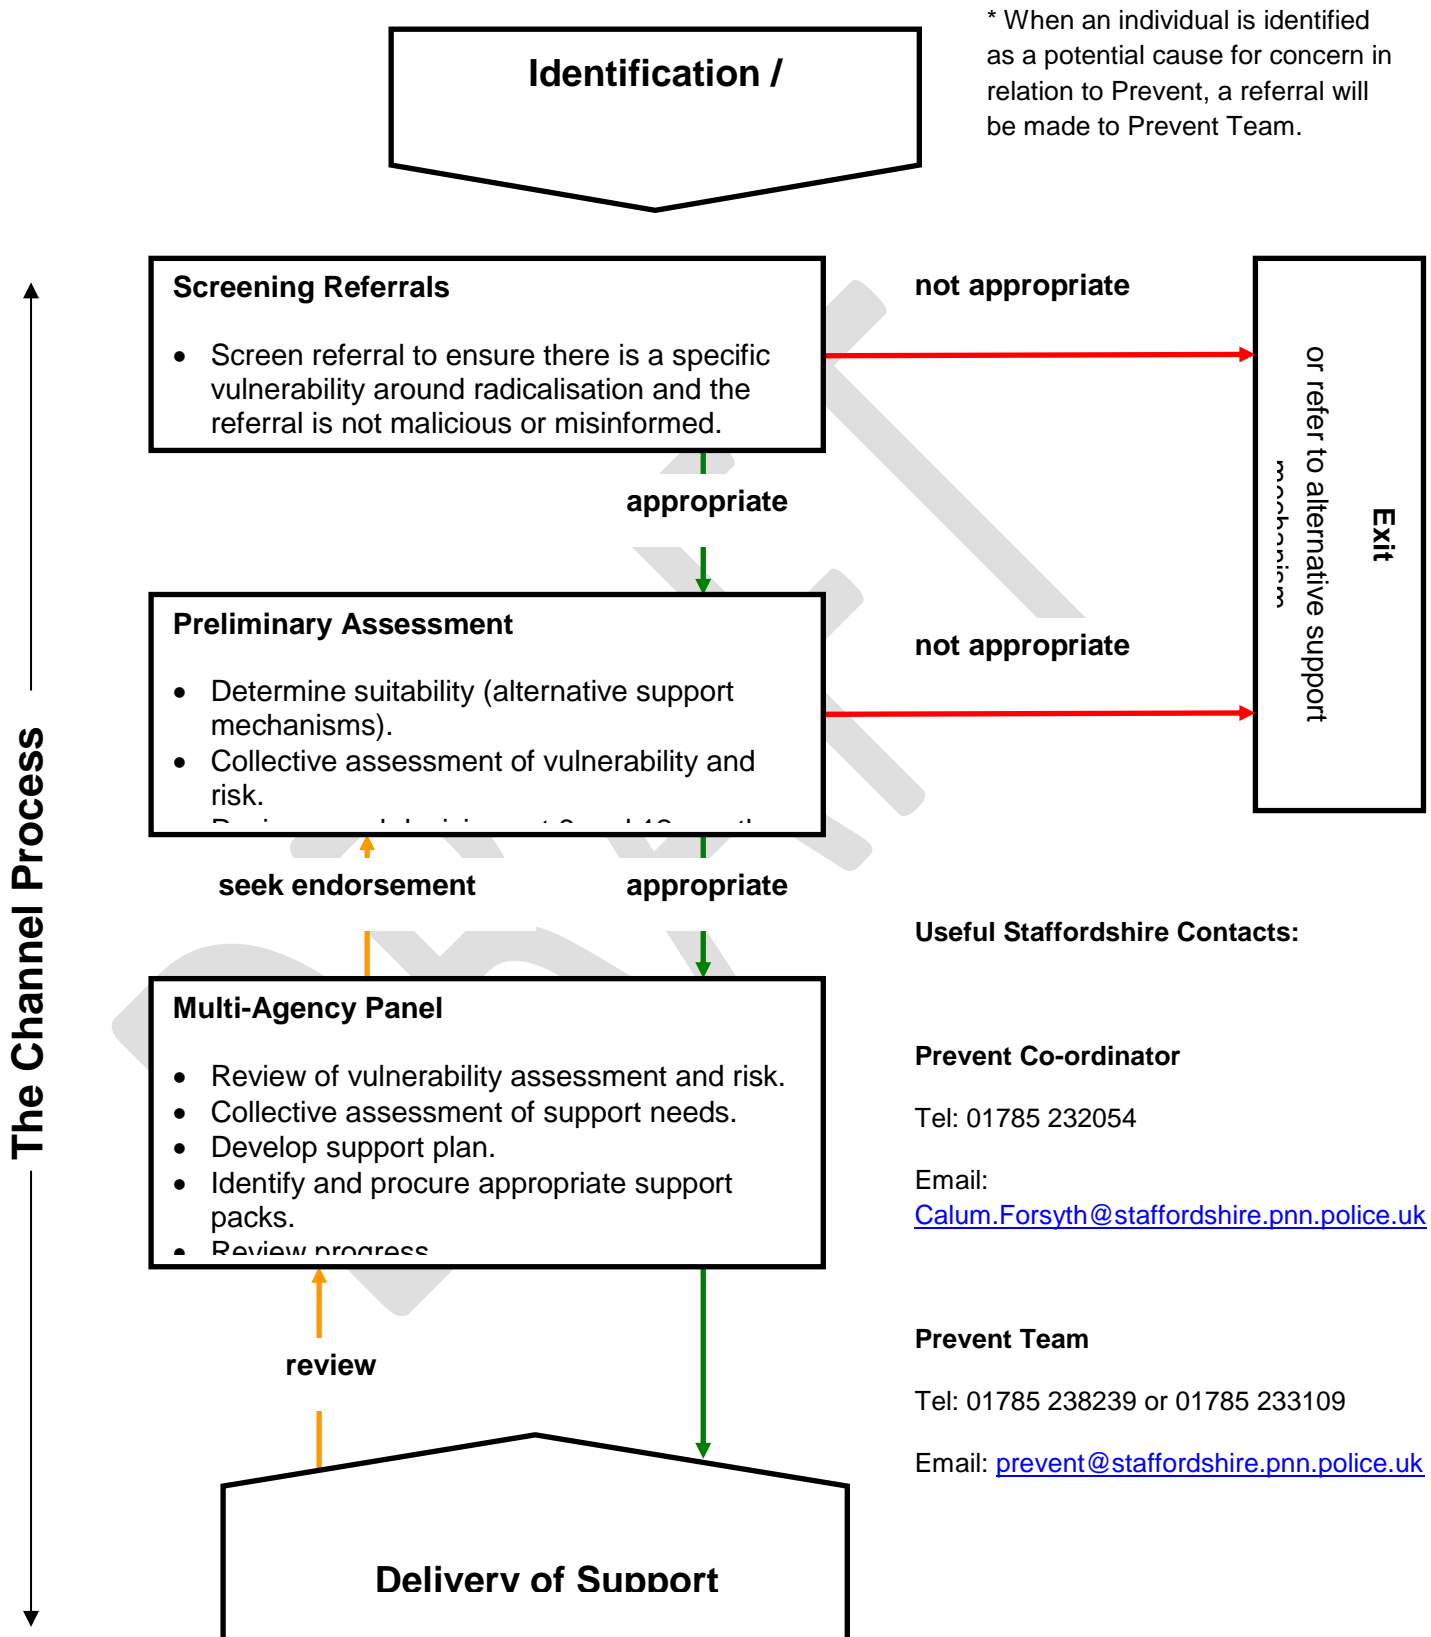 * When an individual is identified
as a potential cause for concern in
relation to Prevent, a referral will
be made to Prevent Team.
Identification /
The Channel Process
Screening Referrals
• Screen referral to ensure there is a specific
vulnerability around radicalisation and the
referral is not malicious or misinformed.
not appropriate
Exit
or refer to alternative support
mechanism
appropriate
Preliminary Assessment
• Determine suitability (alternative support
mechanisms).
• Collective assessment of vulnerability and
risk.
not appropriate
seek endorsement
appropriate
Multi-Agency Panel
• Review of vulnerability assessment and risk.
• Collective assessment of support needs.
• Develop support plan.
• Identify and procure appropriate support
packs.
• Review progress
review
Delivery of Support
Useful Staffordshire Contacts:
Prevent Co-ordinator
Tel: 01785 232054
Email:
Calum.Forsyth@staffordshire.pnn.police.uk
Prevent Team
Tel: 01785 238239 or 01785 233109
Email: prevent@staffordshire.pnn.police.uk
DRAFT